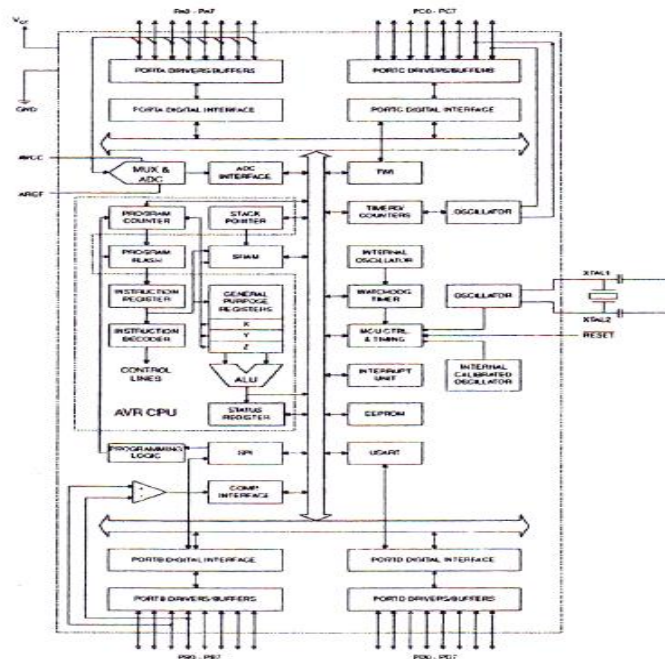 PA0 - PA7
PC0 - PC7
VCC
PORTA DRIVERS/BUFFERS
PORTC DRIVERS/BUFFERS
GND
PORTA DIGITAL INTERFACE
PORTC DIGITAL INTERFACE
AVCC
MUX &
ADC
ADC
INTERFACE
TWI
AREF
PROGRAM
COUNTER
STACK
POINTER
TIMERS/
COUNTERS
OSCILLATOR
PROGRAM
FLASH
SRAM
INTERNAL
OSCILLATOR
XTAL1
INSTRUCTION
REGISTER
GENERAL
PURPOSE
REGISTERS
WATCHDOG
TIMER
OSCILLATOR
X
Y
Z
XTAL2
INSTRUCTION
DECODER
MCU CTRL.
& TIMING
RESET
CONTROL
LINES
ALU
INTERRUPT
UNIT
INTERNAL
CALIBRATED
OSCILLATOR
AVR CPU
STATUS
REGISTER
EEPROM
PROGRAMMING
LOGIC
SPI
USART
+
-
COMP.
INTERFACE
PORTB DIGITAL INTERFACE
PORTD DIGITAL INTERFACE
PORTB DRIVERS/BUFFERS
PORTD DRIVERS/BUFFERS
PB0 - PB7
PD0 - PD7